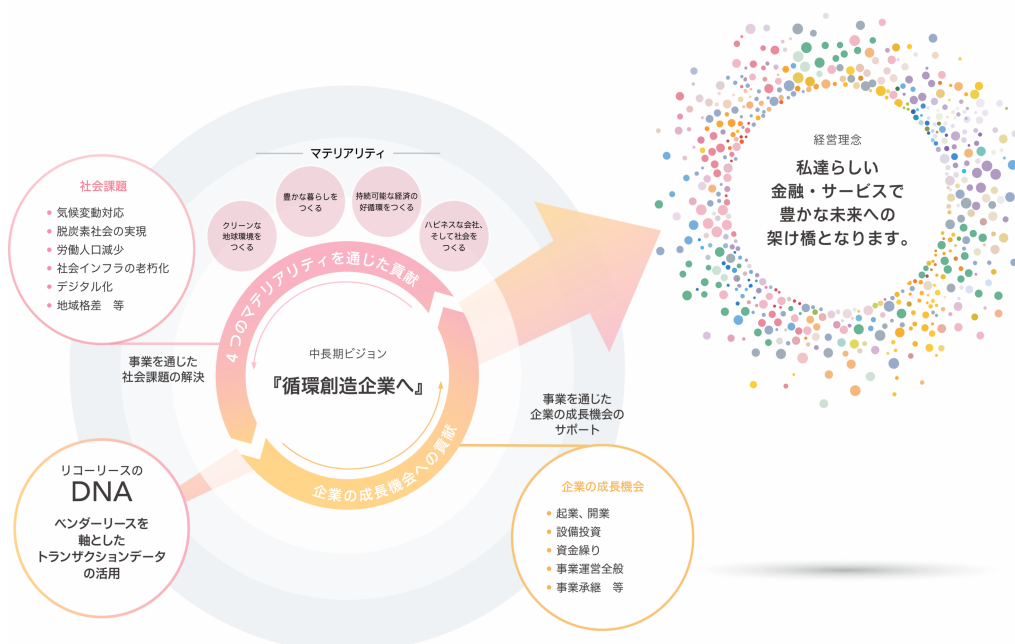 経営理念
私達らしい
金融・サービスで
豊かな未来への
架け橋となります。
マテリアリティ
クリーンな
地球環境を
つくる
豊かな暮らしを
つくる
持続可能な経済の
好循環をつくる
ハピネスな会社、
そして社会を
つくる
社会課題
• 気候変動対応
• 脱炭素社会の実現
• 労働人口減少
• 社会インフラの老朽化
• デジタル化
• 地域格差　等
事業を通じた
社会課題の解決
4つのマテリアリティを通じた貢献
中長期ビジョン
『循環創造企業へ』
企業の成長機会への貢献
事業を通じた
企業の成長機会の
サポート
リコーリースの
DNA
ベンダーリースを
軸とした
トランザクションデータ
の活用
企業の成長機会
• 起業、開業
• 設備投資
• 資金繰り
• 事業運営全般
• 事業承継　等